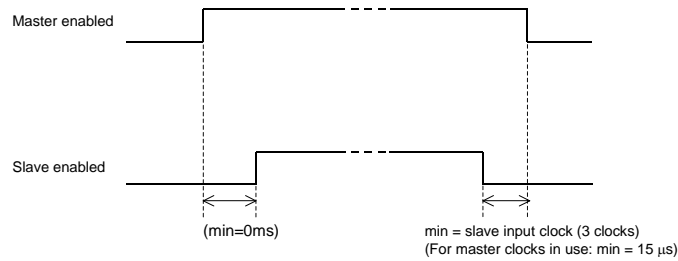 Master enabled
Slave enabled
(min=0ms)
min = slave input clock (3 clocks)
(For master clocks in use: min = 15 μs)